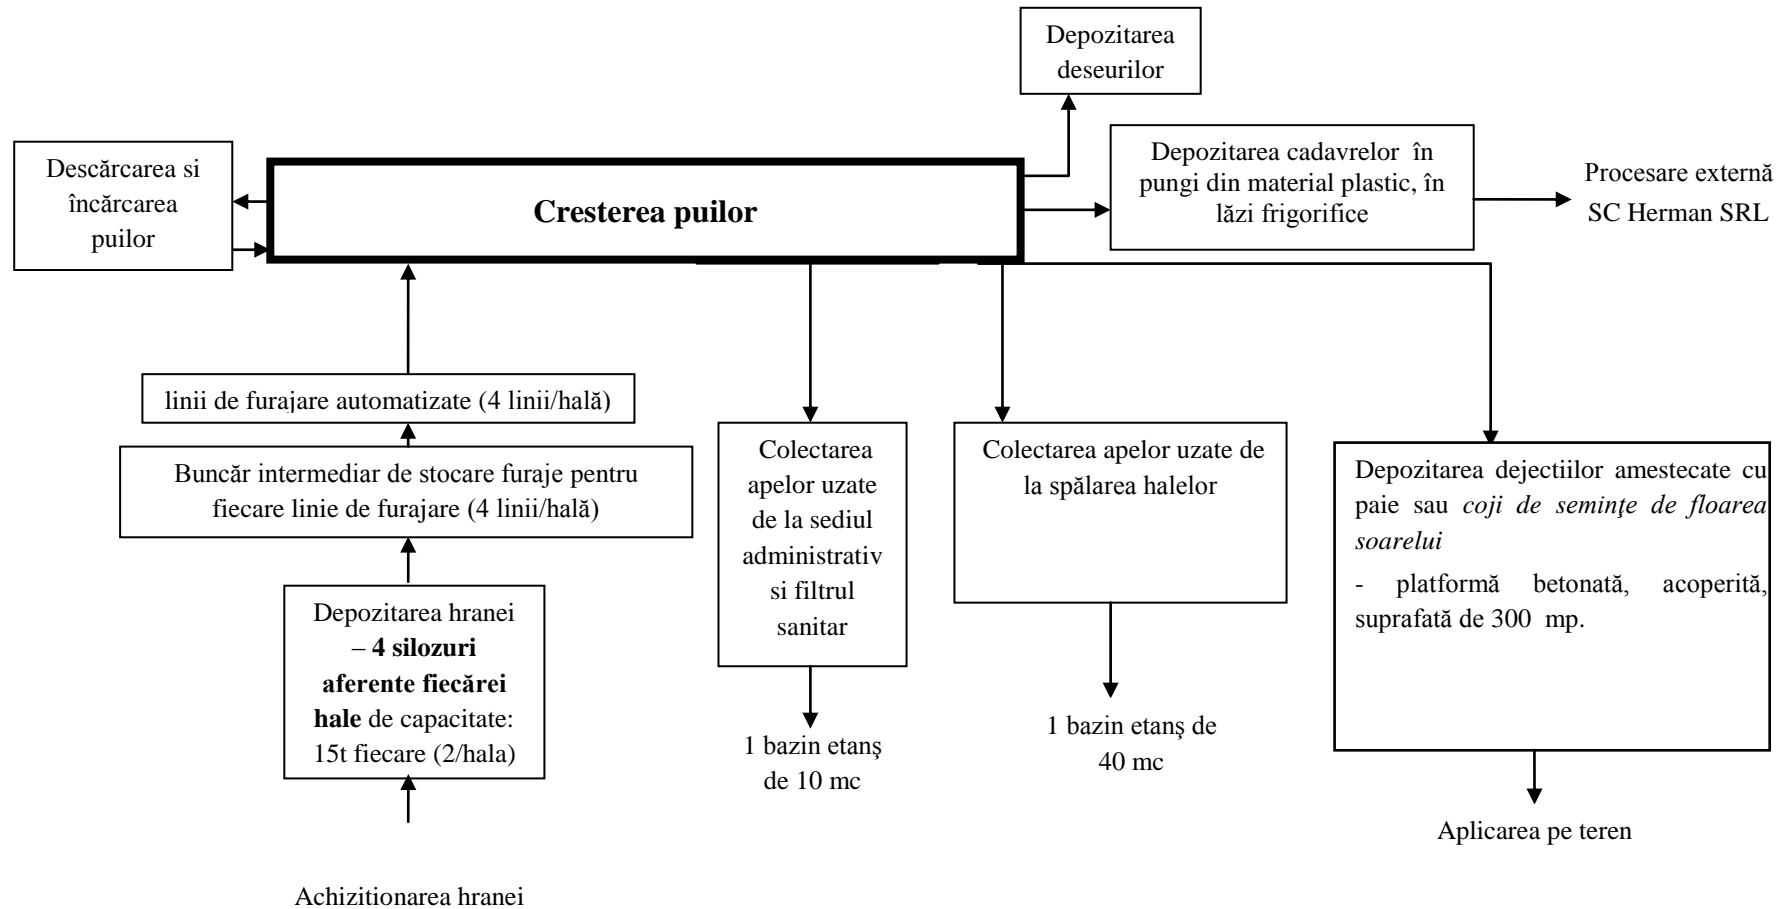 Depozitarea
deseurilor
Descărcarea si
încărcarea
puilor
Cresterea puilor
Depozitarea cadavrelor în
pungi din material plastic, în
lăzi frigorifice
Procesare externă
SC Herman SRL
linii de furajare automatizate (4 linii/hală)
Buncăr intermediar de stocare furaje pentru
fiecare linie de furajare (4 linii/hală)
Depozitarea hranei
– 4 silozuri
aferente fiecărei
hale de capacitate:
15t fiecare (2/hala)
Achizitionarea hranei
Colectarea
apelor uzate
de la sediul
administrativ
si filtrul
sanitar
1 bazin etanş
de 10 mc
Colectarea apelor uzate de
la spălarea halelor
1 bazin etanş de
40 mc
Depozitarea dejectiilor amestecate cu
paie sau coji de seminţe de floarea
soarelui
- platformă betonată, acoperită,
suprafată de 300 mp.
Aplicarea pe teren